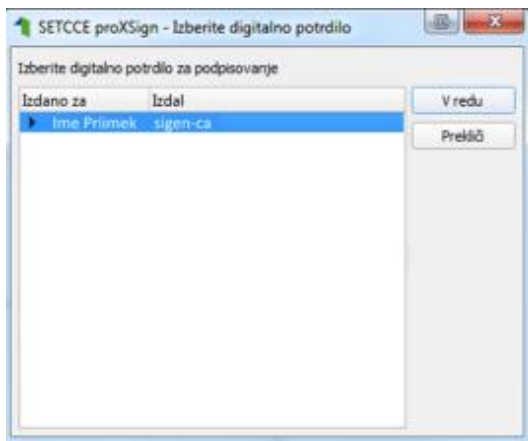 SETCCE proXSign - Izberite digitalno potrdilo
Izberite digitalno potrdilo za podpisovanje
Izdano za Izdal
Ime Priimek sigen-ca
V redu
Prekliči